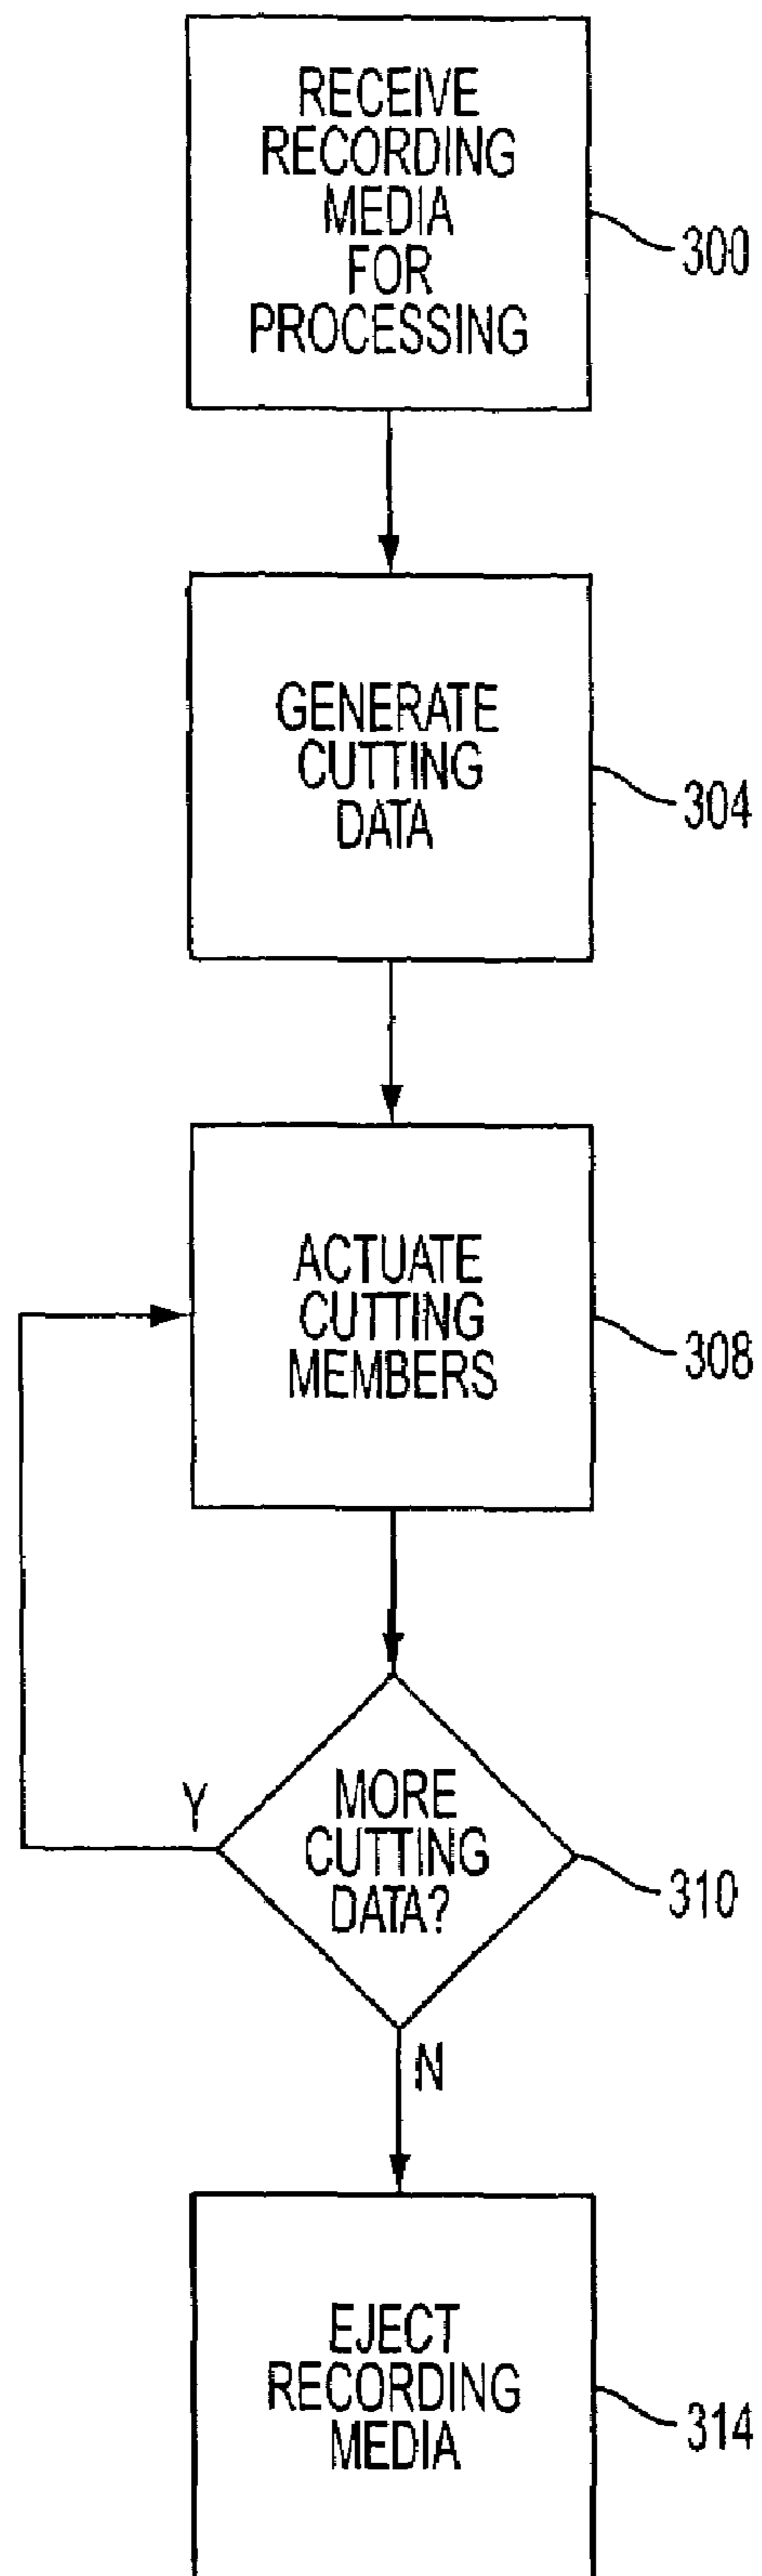 RECEIVE
RECORDING
MEDIA
FOR
PROCESSING
300
GENERATE
CUTTING
DATA
304
ACTUATE
CUTTING
MEMBERS
308
Y
MORE
CUTTING
DATA?
310
N
EJECT
RECORDING
MEDIA
314